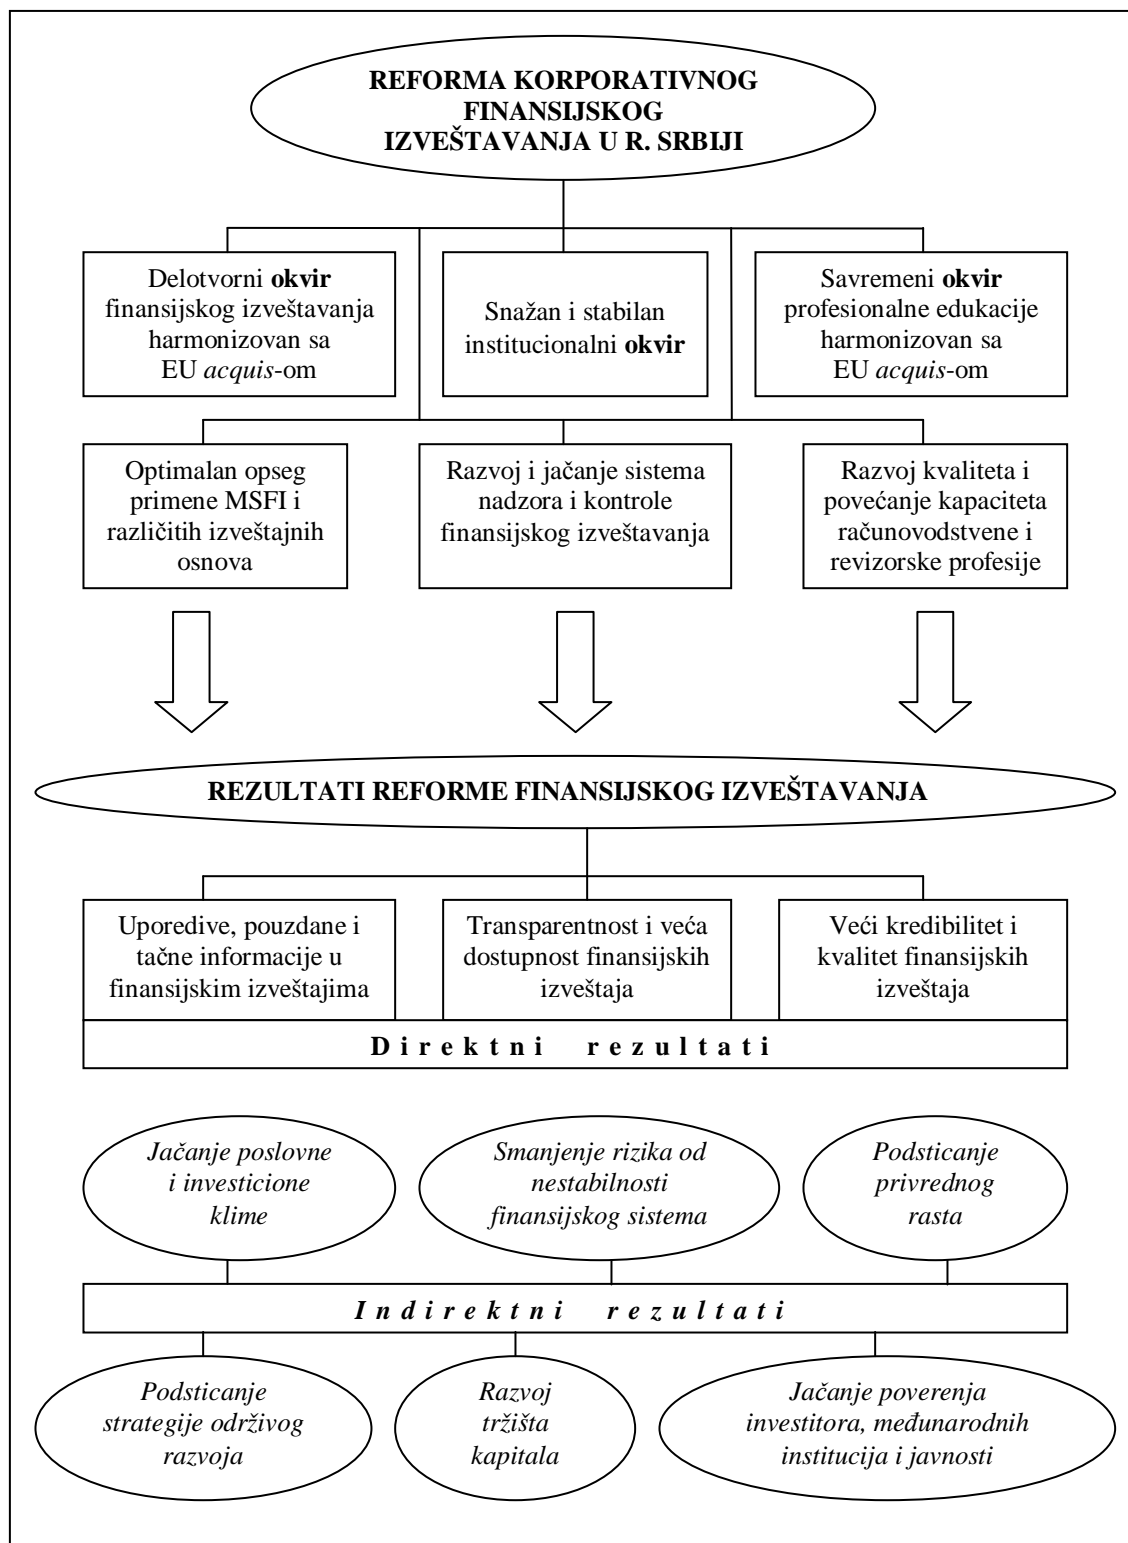 REFORMA KORPORATIVNOG
FINANSIJSKOG
IZVEŠTAVANJA U R. SRBIJI
Delotvorni okvir
finansijskog izveštavanja
harmonizovan sa
EU acquis-om
Snažan i stabilan
institucionalni okvir
Savremeni okvir
profesionalne edukacije
harmonizovan sa
EU acquis-om
Optimalan opseg
primene MSFI i
različitih izveštajnih
osnova
Razvoj i jačanje sistema
nadzora i kontrole
finansijskog izveštavanja
Razvoj kvaliteta i
povećanje kapaciteta
računovodstvene i
revizorske profesije
REZULTATI REFORME FINANSIJSKOG IZVEŠTAVANJA
Uporedive, pouzdane i
tačne informacije u
finansijskim izveštajima
Transparentnost i veća
dostupnost finansijskih
izveštaja
Veći kredibilitet i
kvalitet finansijskih
izveštaja
Direktni rezultati
Jačanje poslovne
i investicione
klime
Smanjenje rizika od
nestabilnosti
finansijskog sistema
Podsticanje
privrednog
rasta
Indirektni rezultati
Podsticanje
strategije održivog
razvoja
Razvoj
tržišta
kapitala
Jačanje poverenja
investitora, međunarodnih
institucija i javnosti